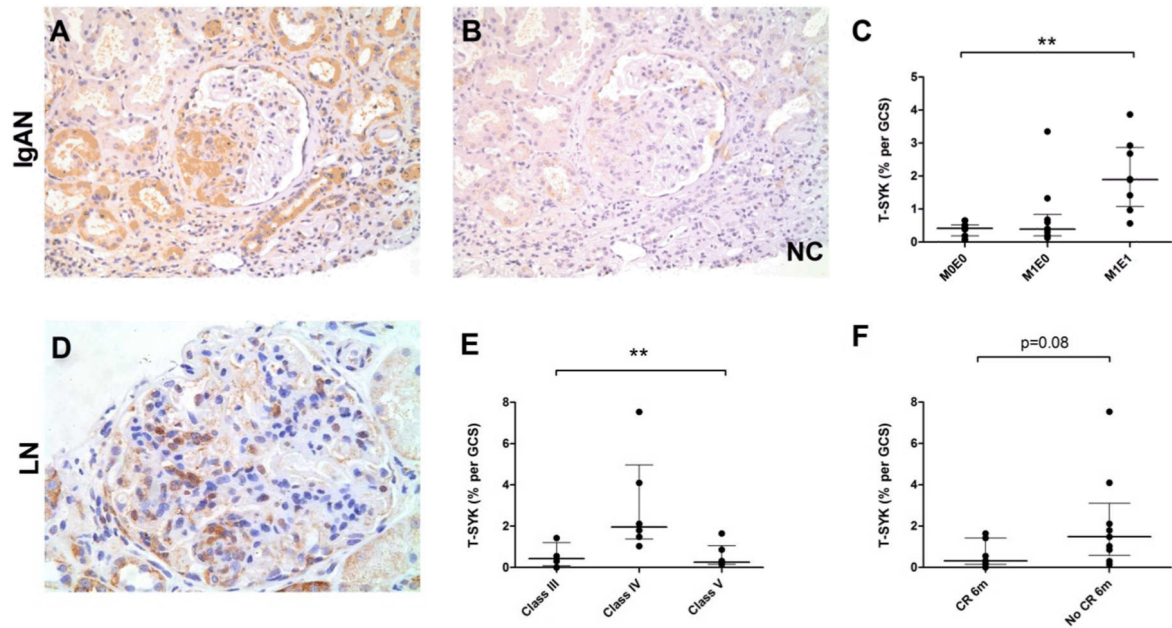 A
B
C
IgAN
NC
**
T-SYK (% per GCS)
5
4
3
2
1
0
M0E0
M1E0
M1E1
D
E
F
LN
**
T-SYK (% per GCS)
8
6
4
2
0
Class III
Class IV
Class V
p=0.08
T-SYK (% per GCS)
8
6
4
2
0
CR 6m
No CR 6m